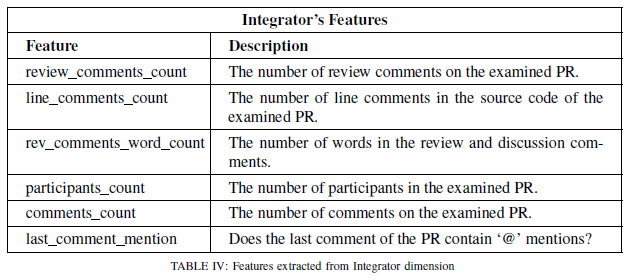 Integrator's Features
Feature Description
review_comments_count The number of review comments on the examined PR.
line_comments_count The number of line comments in the source code of the
examined PR.
rev_comments_word_count The number of words in the review and discussion com-
ments.
participants_count The number of participants in the examined PR.
comments_count The number of comments on the examined PR.
last_comment_mention Does the last comment of the PR contain '@' mentions?
TABLE IV: Features extracted from Integrator dimension